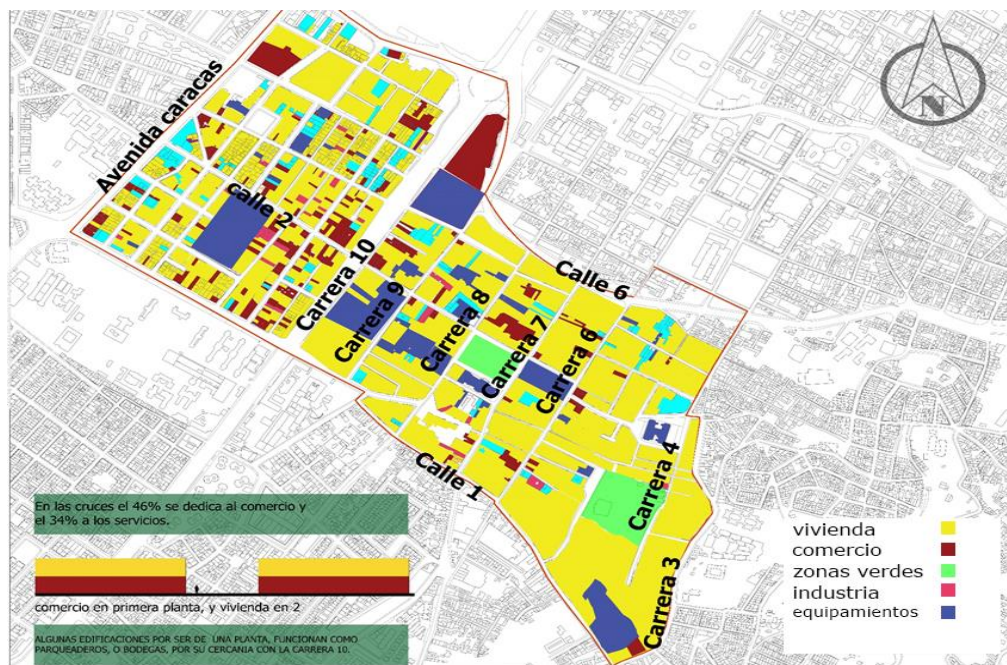 Avenida caracas
calle 2
Carrera 10
Carrera 9
Carrera 8
Carrera 7
Carrera 6
Calle 6
Calle 1
Carrera 4
Carrera 3
N
En las cruces el 46% se dedica al comercio y
el 34% a los servicios.
comercio en primera planta, y vivienda en 2
ALGUNAS EDIFICACIONES POR SER DE UNA PLANTA, FUNCIONAN COMO
PARQUEADEROS, O BODEGAS, POR SU CERCANIA CON LA CARRERA 10.
vivienda
comercio
zonas verdes
industria
equipamientos